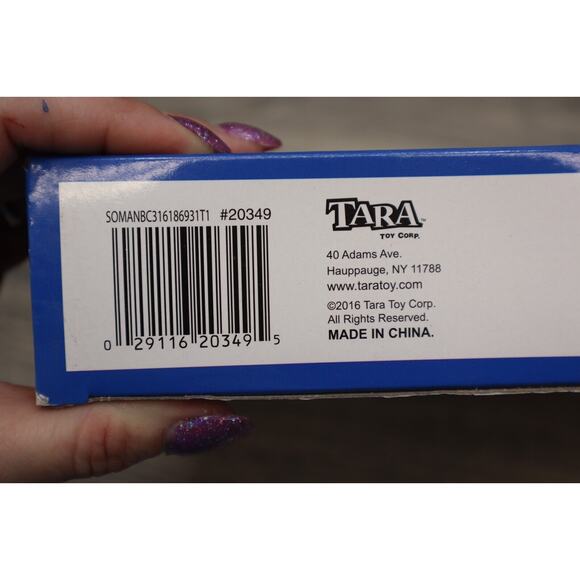 SOMANBC316186931T1 #20349
0 29116 20349 5
TARA™
TOY CORP.
40 Adams Ave.
Hauppauge, NY 11788
www.taratoy.com
©2016 Tara Toy Corp.
All Rights Reserved.
MADE IN CHINA.